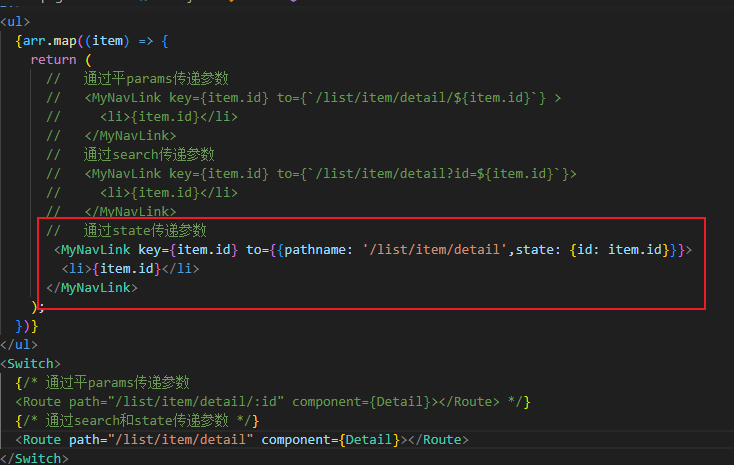 <ul>
{arr.map((item) => {
return (
// 通过平params传递参数
// <MyNavLink key={item.id} to={`/list/item/detail/${item.id}`} >
// <li>{item.id}</li>
// </MyNavLink>
// 通过search传递参数
// <MyNavLink key={item.id} to={`/list/item/detail?id=${item.id}`}>
// <li>{item.id}</li>
// </MyNavLink>
// 通过state传递参数
<MyNavLink key={item.id} to={{pathname: '/list/item/detail',state: {id: item.id}}}>
<li>{item.id}</li>
</MyNavLink>
);
})}
</ul>
<Switch>
{/* 通过平params传递参数
<Route path="/list/item/detail/:id" component={Detail}></Route> */}
{/* 通过search和state传递参数 */}
<Route path="/list/item/detail" component={Detail}></Route>
</Switch>